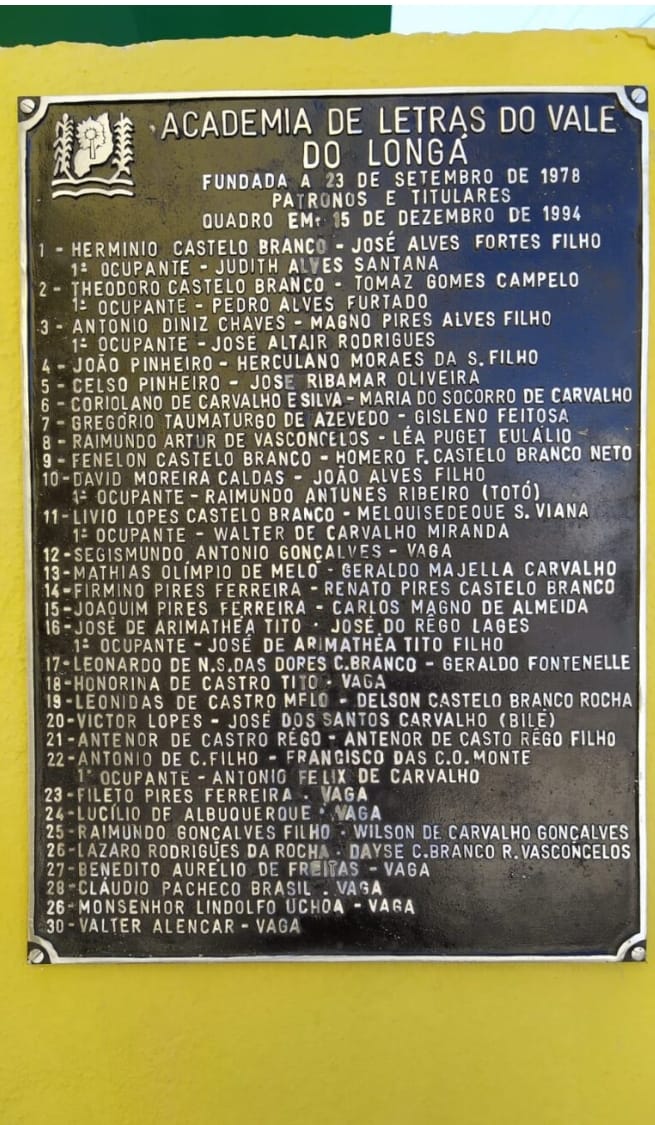 ACADEMIA DE LETRAS DO VALE
DO LONGÁ
FUNDADA A 23 DE SETEMBRO DE 1978
PATRONOS E TITULARES
QUADRO EM: 15 DE DEZEMBRO DE 1994
1 - HERMINIO CASTELO BRANCO - JOSÉ ALVES FORTES FILHO
1º OCUPANTE - JUDITH ALVES SANTANA
2 - THEODORO CASTELO BRANCO - TOMAZ GOMES CAMPELO
1º OCUPANTE - PEDRO ALVES FURTADO
3 - ANTONIO DINIZ CHAVES - MAGNO PIRES ALVES FILHO
1º OCUPANTE - JOSÉ ALTAIR RODRIGUES
4 - JOÃO PINHEIRO - HERCULANO MORAES DA S. FILHO
5 - CELSO PINHEIRO - JOSE RIBAMAR OLIVEIRA
6 - CORIOLANO DE CARVALHO E SILVA - MARIA DO SOCORRO DE CARVALHO
7 - GREGÓRIO TAUMATURGO DE AZEVEDO - GISLENO FEITOSA
8 - RAIMUNDO ARTUR DE VASCONCELOS - LÉA PUGET EULÁLIO
9 - FENELON CASTELO BRANCO - HOMERO F. CASTELO BRANCO NETO
10 - DAVID MOREIRA CALDAS - JOÃO ALVES FILHO
1º OCUPANTE - RAIMUNDO ANTUNES RIBEIRO (TOTÓ)
11 - LIVIO LOPES CASTELO BRANCO - MELQUISEDEQUE S. VIANA
1º OCUPANTE - WALTER DE CARVALHO MIRANDA
12 - SEGISMUNDO ANTONIO GONÇALVES - VAGA
13 - MATHIAS OLÍMPIO DE MELO - GERALDO MAJELLA CARVALHO
14 - FIRMINO PIRES FERREIRA - RENATO PIRES CASTELO BRANCO
15 - JOAQUIM PIRES FERREIRA - CARLOS MAGNO DE ALMEIDA
16 - JOSÉ DE ARIMATHÉA TITO - JOSÉ DO RÊGO LAGES
1º OCUPANTE - JOSÉ DE ARIMATHÉA TITO FILHO
17 - LEONARDO DE N.S. DAS DORES C. BRANCO - GERALDO FONTENELLE
18 - HONORINA DE CASTRO TITO - VAGA
19 - LEONIDAS DE CASTRO MELO - DELSON CASTELO BRANCO ROCHA
20 - VICTOR LOPES - JOSÉ DOS SANTOS CARVALHO (BILÉ)
21 - ANTENOR DE CASTRO RÊGO - ANTENOR DE CASTO RÊGO FILHO
22 - ANTONIO DE C. FILHO - FRANCISCO DAS C.O. MONTE
1º OCUPANTE - ANTONIO FELIX DE CARVALHO
23 - FILETO PIRES FERREIRA - VAGA
24 - LUCÍLIO DE ALBUQUERQUE - VAGA
25 - RAIMUNDO GONÇALVES FILHO - WILSON DE CARVALHO GONÇALVES
26 - LAZARO RODRIGUES DA ROCHA - DAYSE C. BRANCO R. VASCONCELOS
27 - BENEDITO AURÉLIO DE FREITAS - VAGA
28 - CLÁUDIO PACHECO BRASIL - VAGA
26 - MONSENHOR LINDOLFO UCHOA - VAGA
30 - VALTER ALENCAR - VAGA